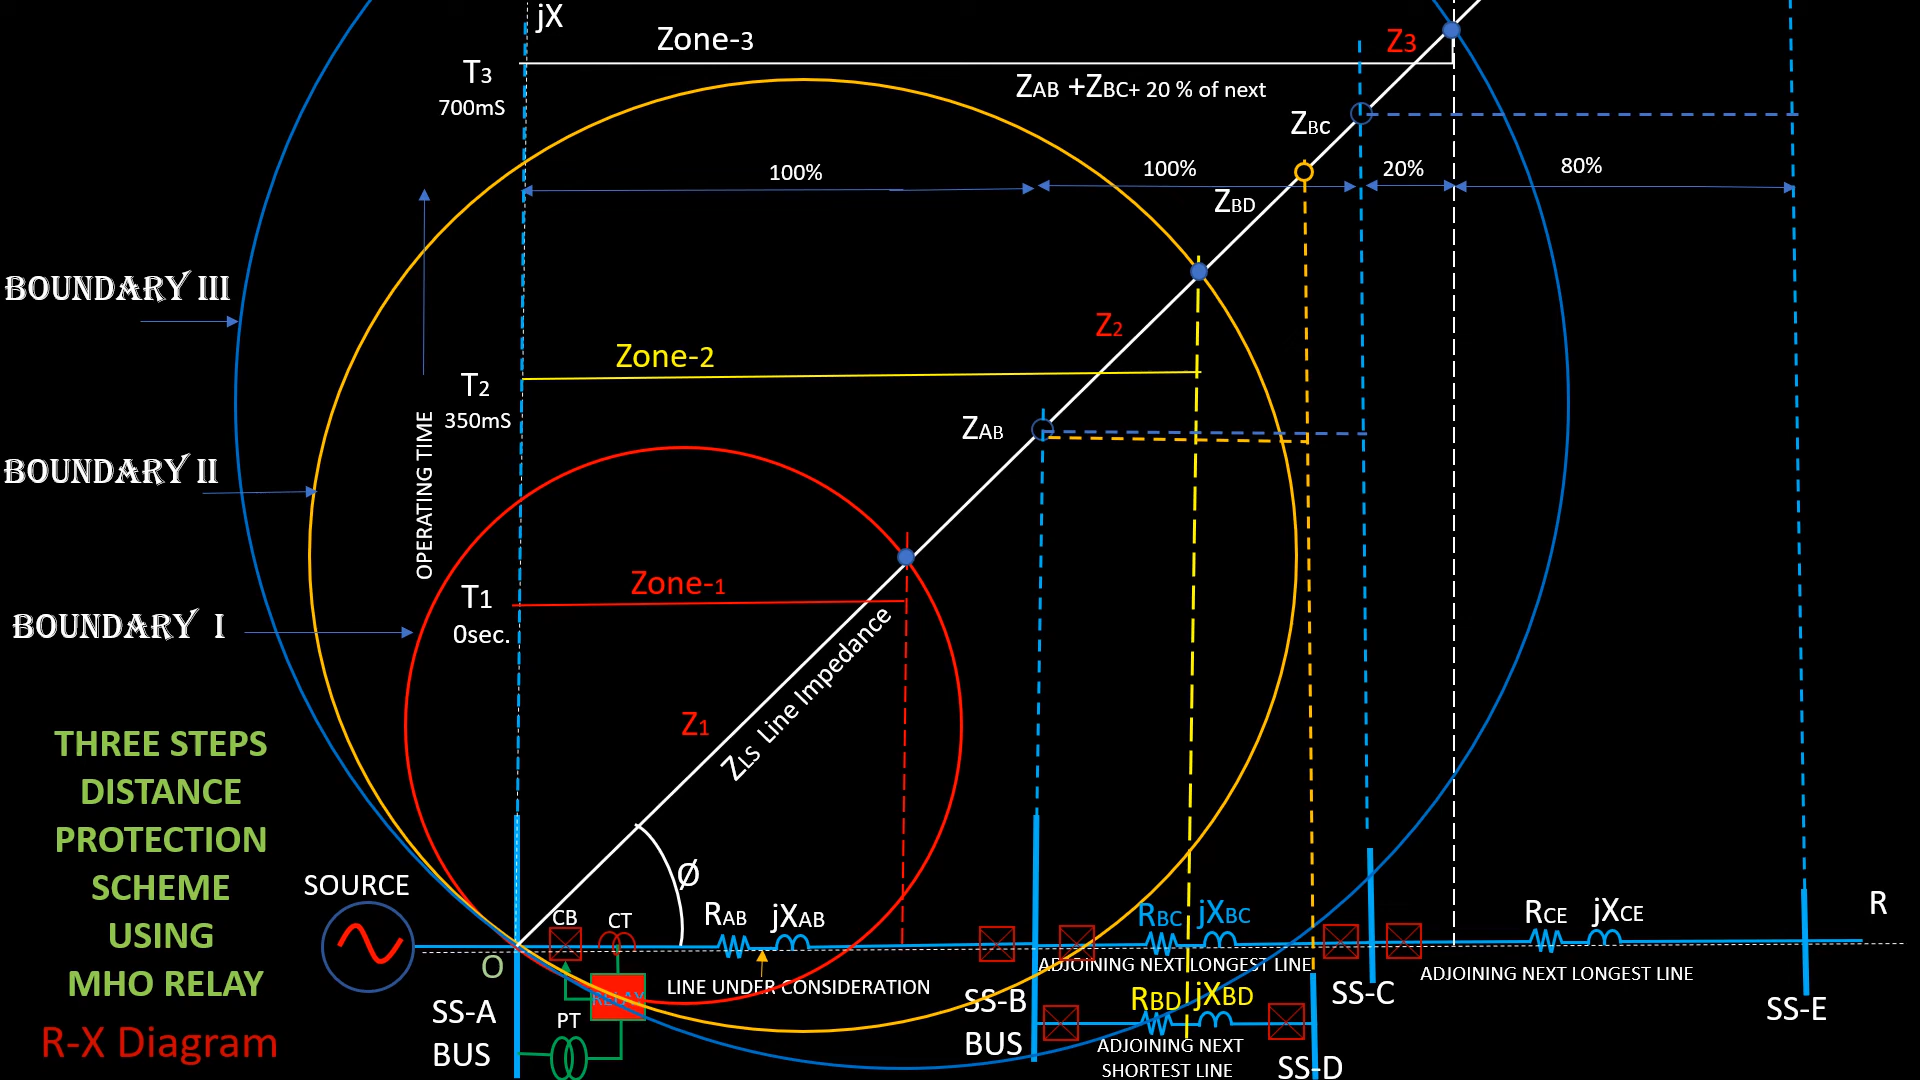 jX
Zone-3
Z3
T3
700mS
ZAB +ZBC+ 20 % of next
ZBC
100%
100%
20%
80%
ZBD
BOUNDARY III
Z2
Zone-2
T2
350mS
ZAB
OPERATING TIME
BOUNDARY II
Zone-1
T1
0sec.
BOUNDARY I
ZLS Line Impedance
Z1
THREE STEPS
DISTANCE
PROTECTION
SCHEME
USING
MHO RELAY
R-X Diagram
SOURCE
Ø
CB
CT
RAB
jXAB
RBC
jXBC
RCE
jXCE
R
O
ADJOINING NEXT LONGEST LINE
ADJOINING NEXT LONGEST LINE
LINE UNDER CONSIDERATION
RELAY
SS-A
BUS
PT
SS-B
BUS
RBD
jXBD
SS-C
SS-E
ADJOINING NEXT
SHORTEST LINE
SS-D